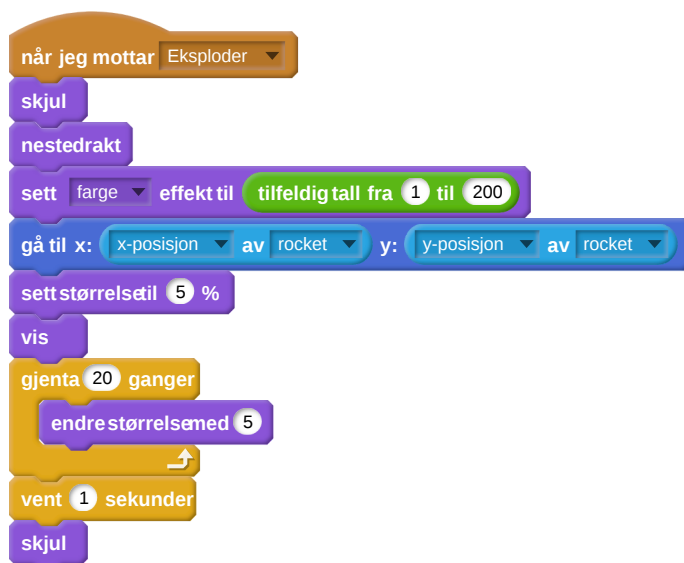 når jeg mottar Eksploder
skjul
nestedrakt
sett farge effekt til tilfeldig tall fra 1 til 200
gå til x: x-posisjon av rocket y: y-posisjon av rocket
sett størrelse til 5 %
vis
gjenta 20 ganger
endre størrelse med 5
vent 1 sekunder
skjul